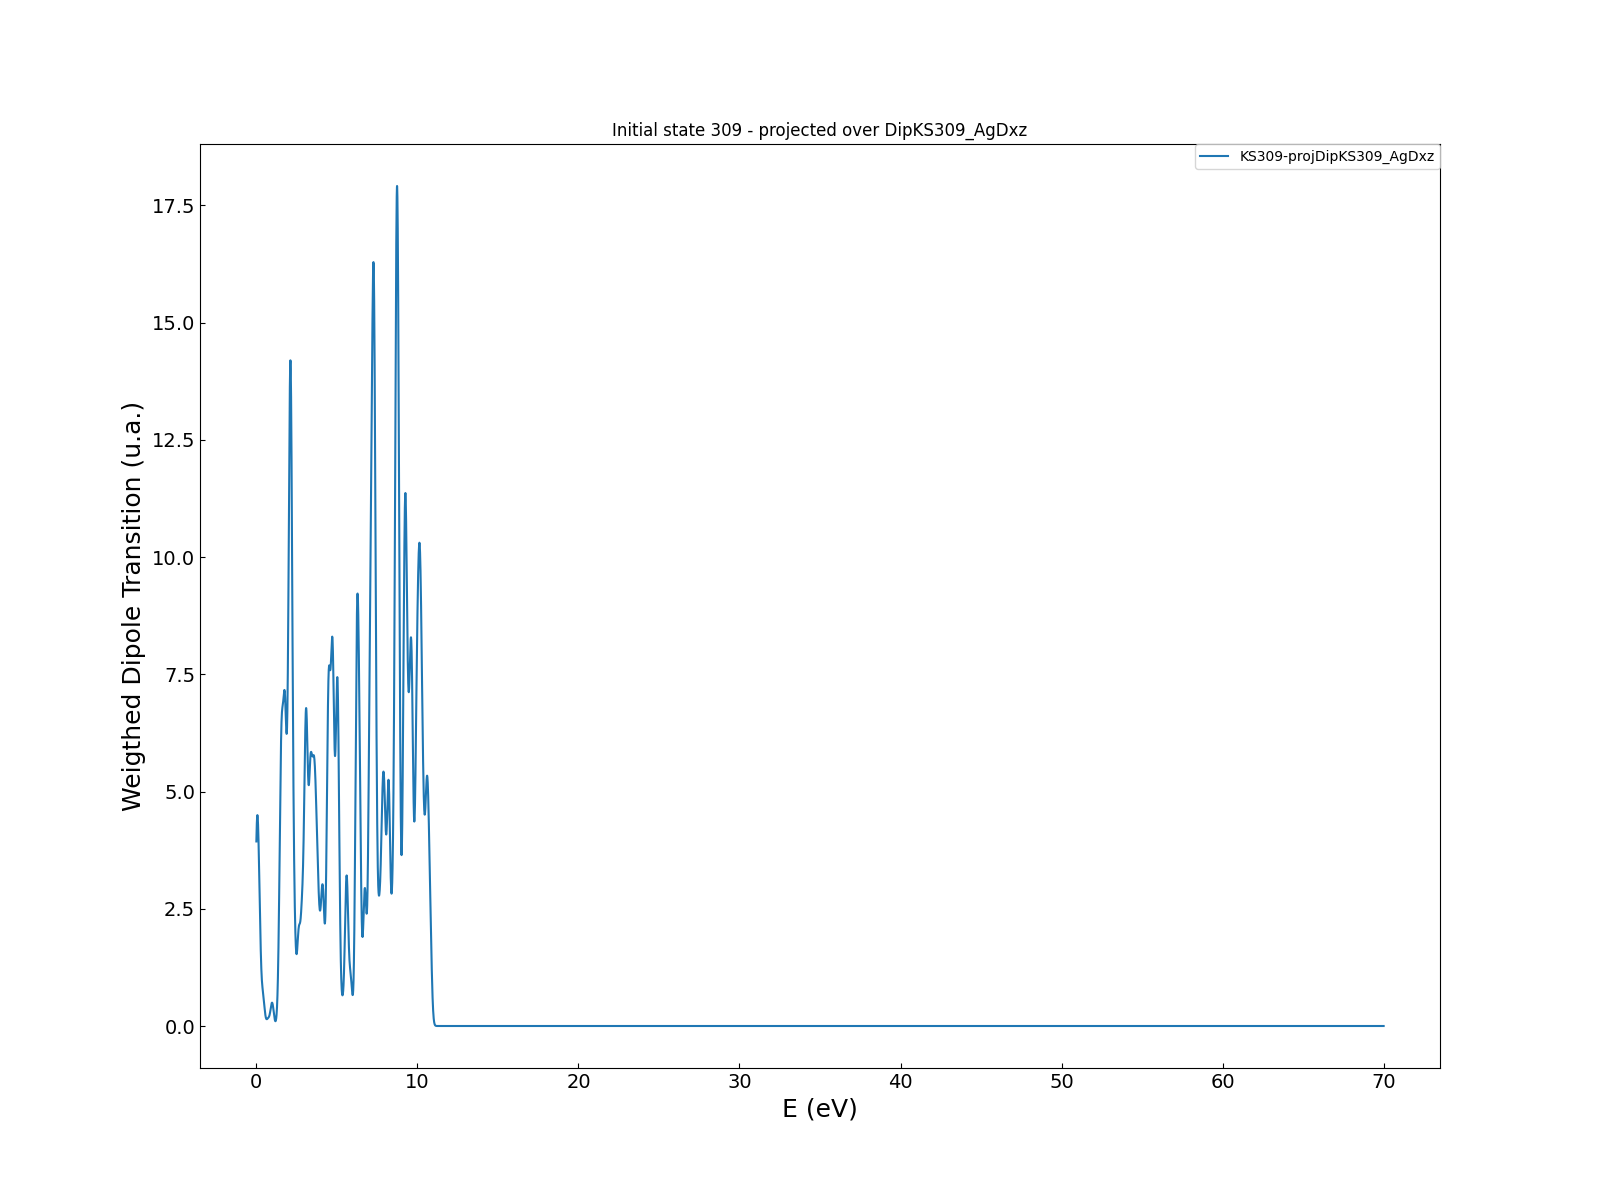 Initial state 309 - projected over DipKS309_AgDxz
KS309-projDipKS309_AgDxz
Weigthed Dipole Transition (u.a.)
17.5
15.0
12.5
10.0
7.5
5.0
2.5
0.0
0 10 20 30 40 50 60 70
E (eV)